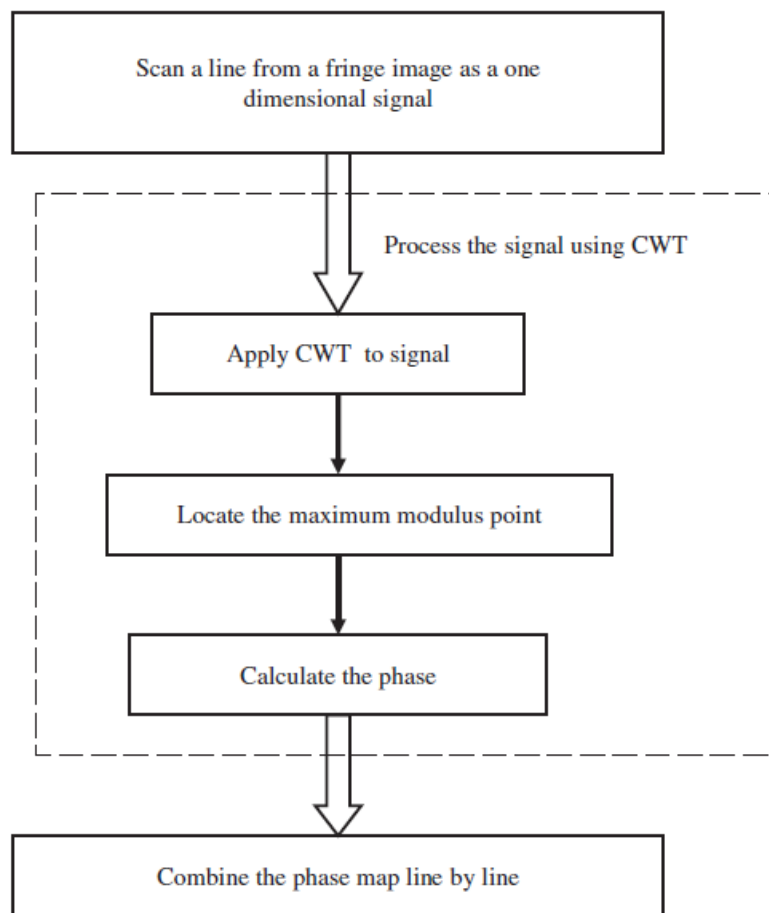 Scan a line from a fringe image as a one
dimensional signal
Process the signal using CWT
Apply CWT to signal
Locate the maximum modulus point
Calculate the phase
Combine the phase map line by line